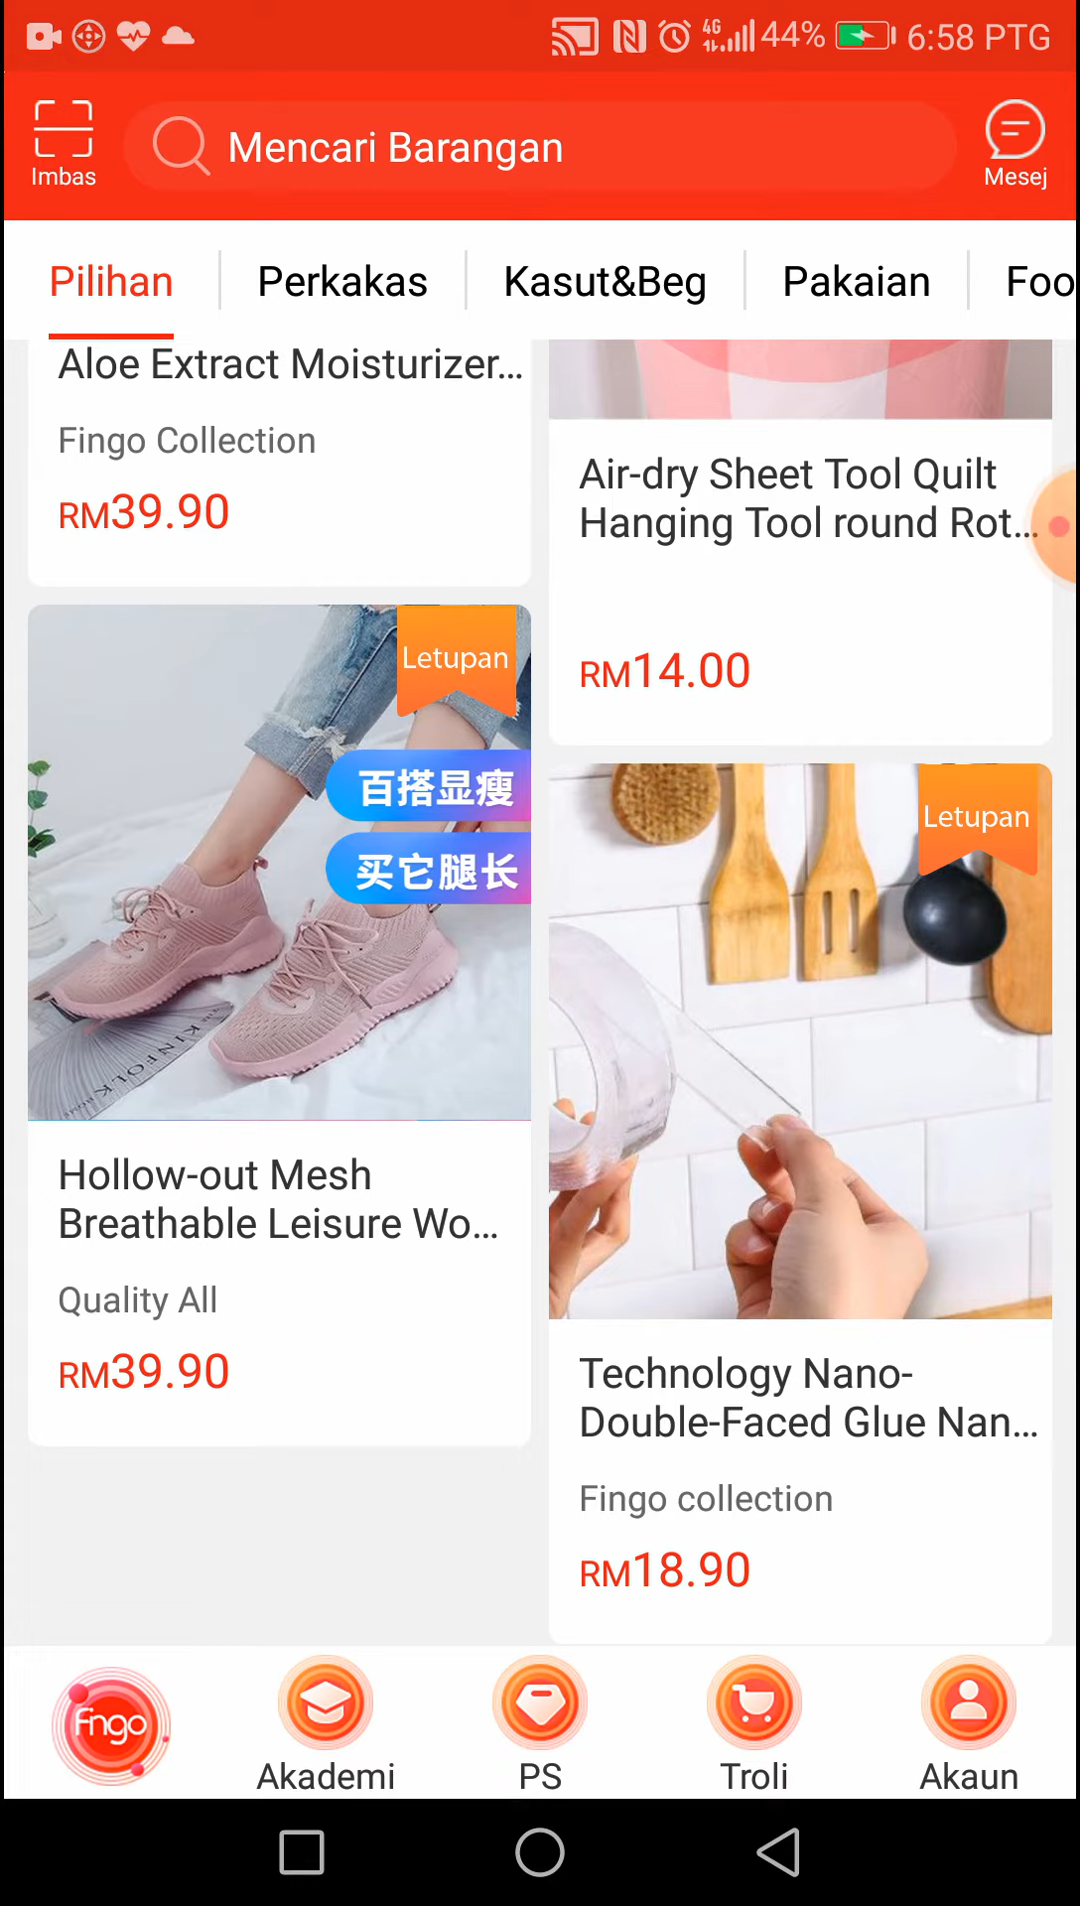 4G 44% 6:58 PTG
Imbas
Mencari Barangan
Mesej
Pilihan
Perkakas
Kasut&Beg
Pakaian
Foo
Aloe Extract Moisturizer...
Fingo Collection
RM39.90
Air-dry Sheet Tool Quilt
Hanging Tool round Rot...
RM14.00
Letupan
百搭显瘦
买它腿长
KINFOLK
Hollow-out Mesh
Breathable Leisure Wo...
Quality All
RM39.90
Letupan
Technology Nano-
Double-Faced Glue Nan...
Fingo collection
RM18.90
fingo
Akademi
PS
Troli
Akaun